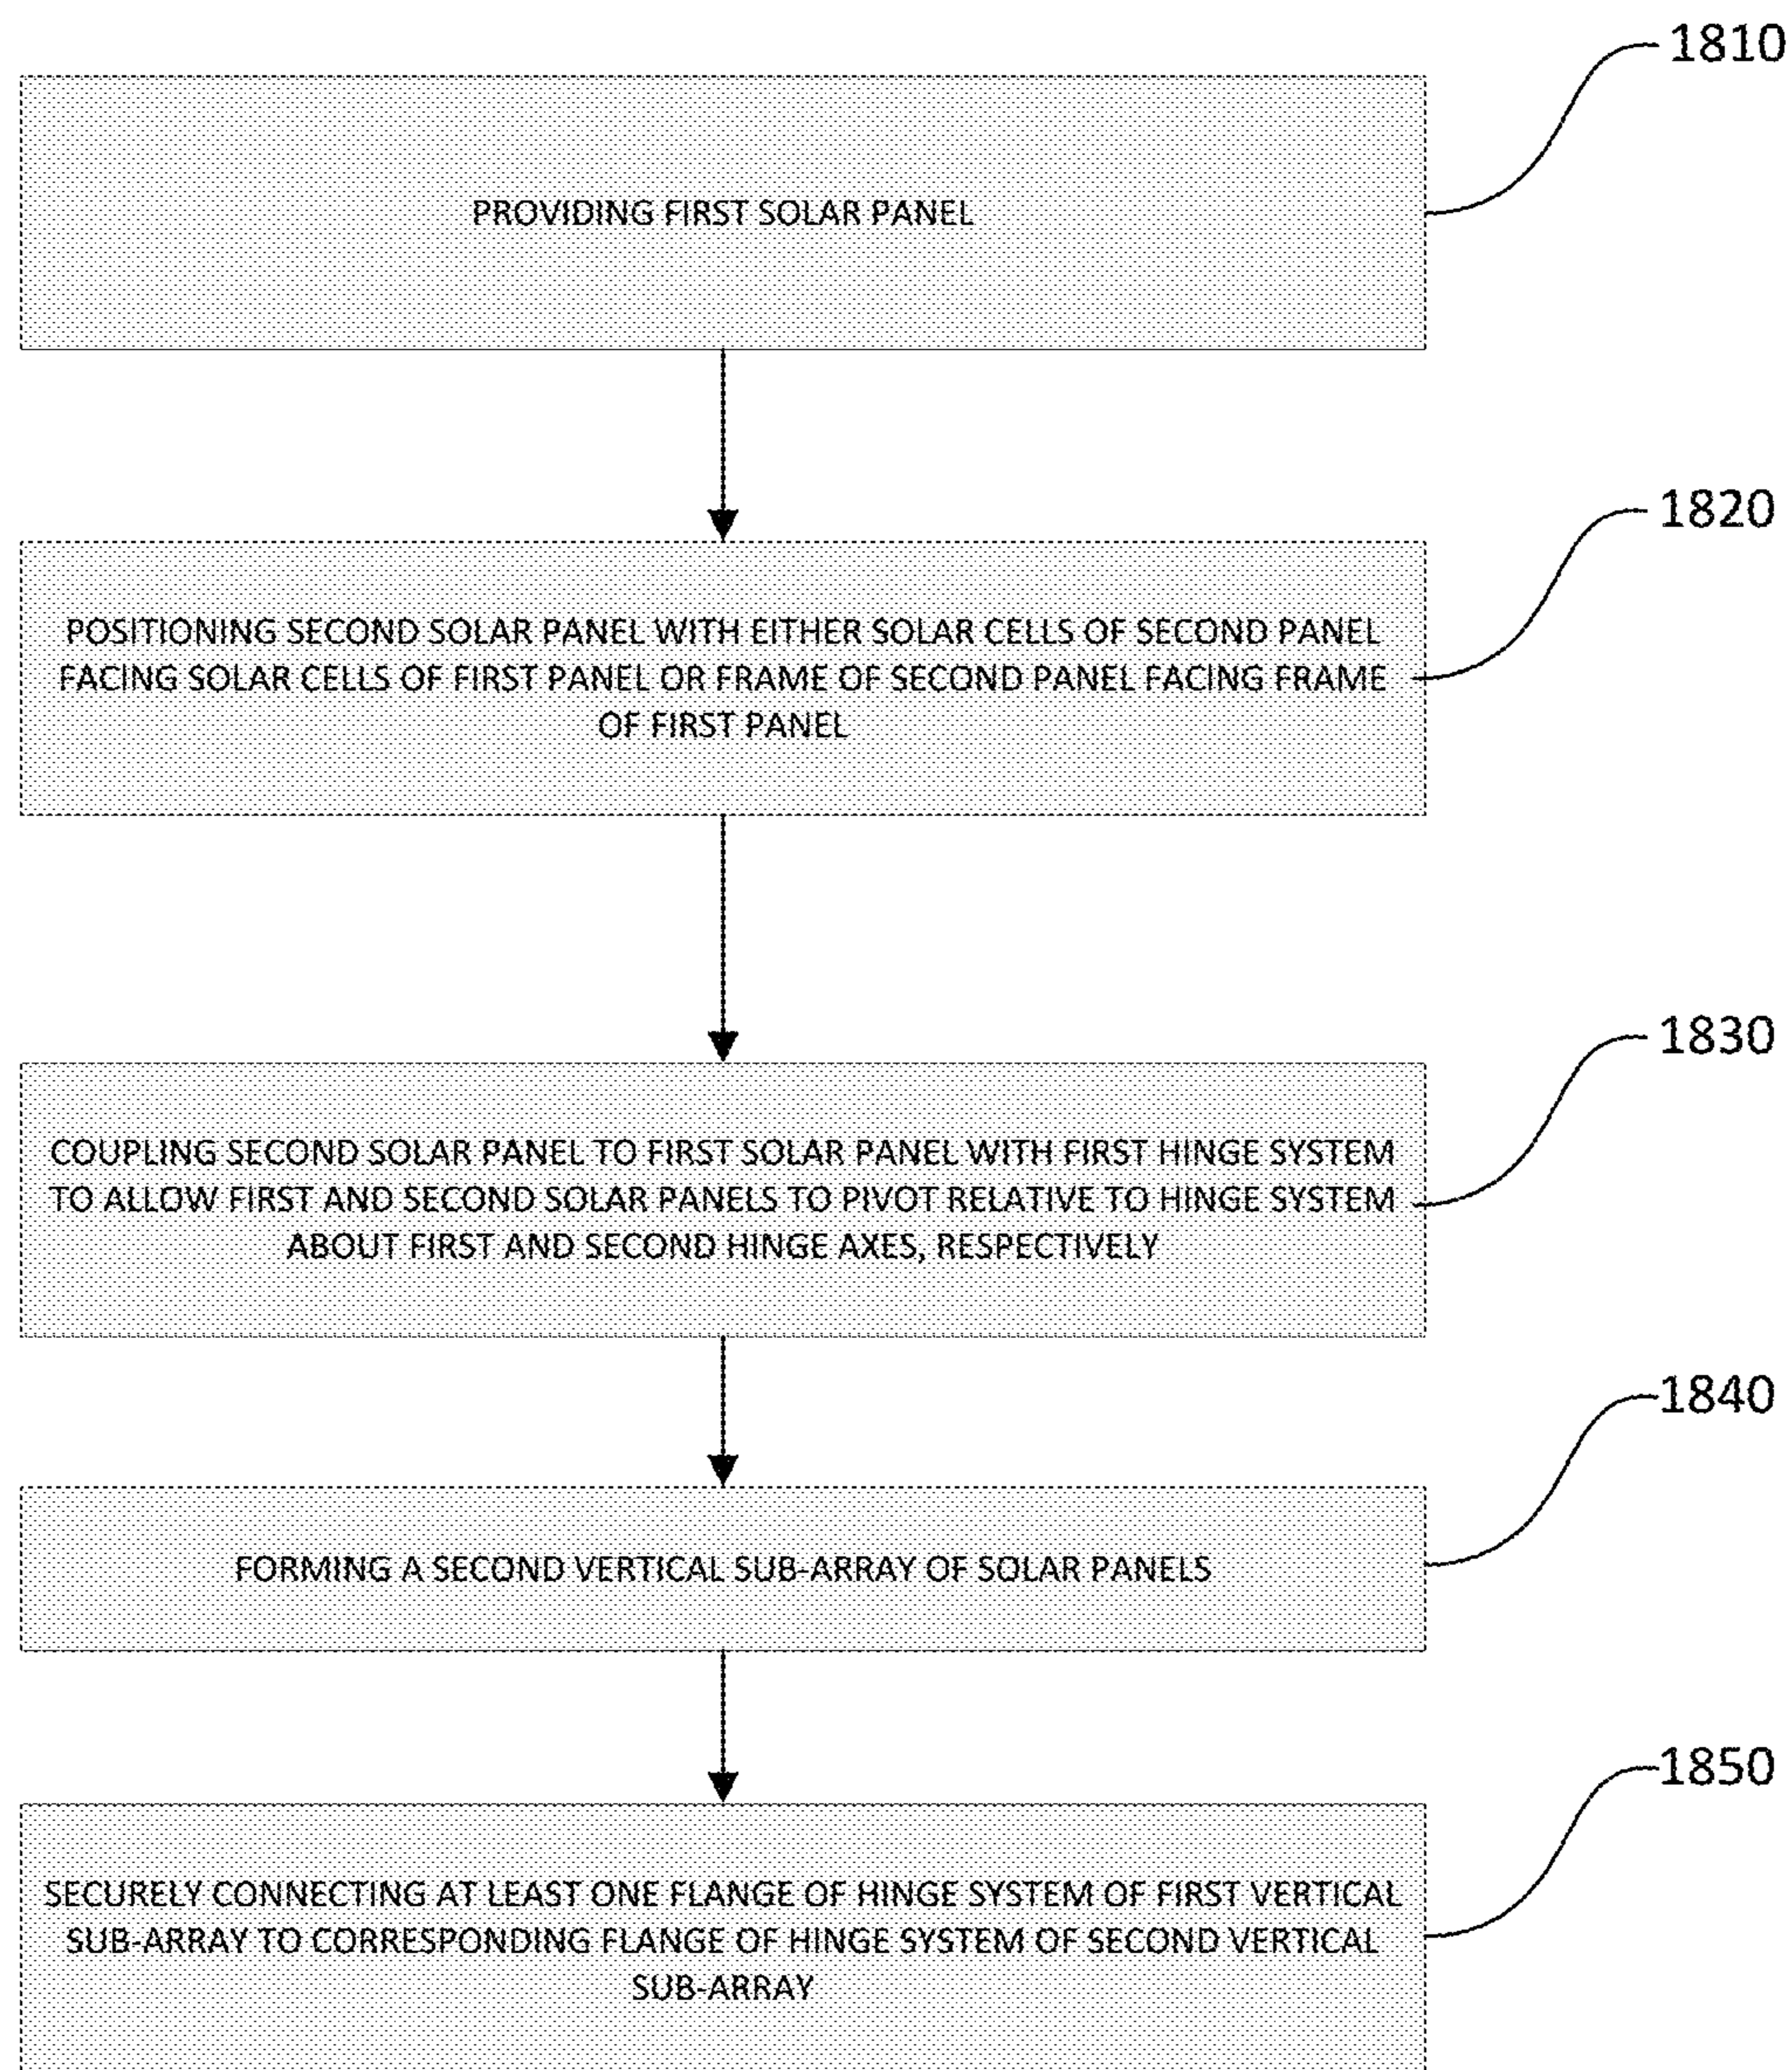 1810
PROVIDING FIRST SOLAR PANEL
1820
POSITIONING SECOND SOLAR PANEL WITH EITHER SOLAR CELLS OF SECOND PANEL
FACING SOLAR CELLS OF FIRST PANEL OR FRAME OF SECOND PANEL FACING FRAME
OF FIRST PANEL
1830
COUPLING SECOND SOLAR PANEL TO FIRST SOLAR PANEL WITH FIRST HINGE SYSTEM
TO ALLOW FIRST AND SECOND SOLAR PANELS TO PIVOT RELATIVE TO HINGE SYSTEM
ABOUT FIRST AND SECOND HINGE AXES, RESPECTIVELY
1840
FORMING A SECOND VERTICAL SUB-ARRAY OF SOLAR PANELS
1850
SECURELY CONNECTING AT LEAST ONE FLANGE OF HINGE SYSTEM OF FIRST VERTICAL
SUB-ARRAY TO CORRESPONDING FLANGE OF HINGE SYSTEM OF SECOND VERTICAL
SUB-ARRAY